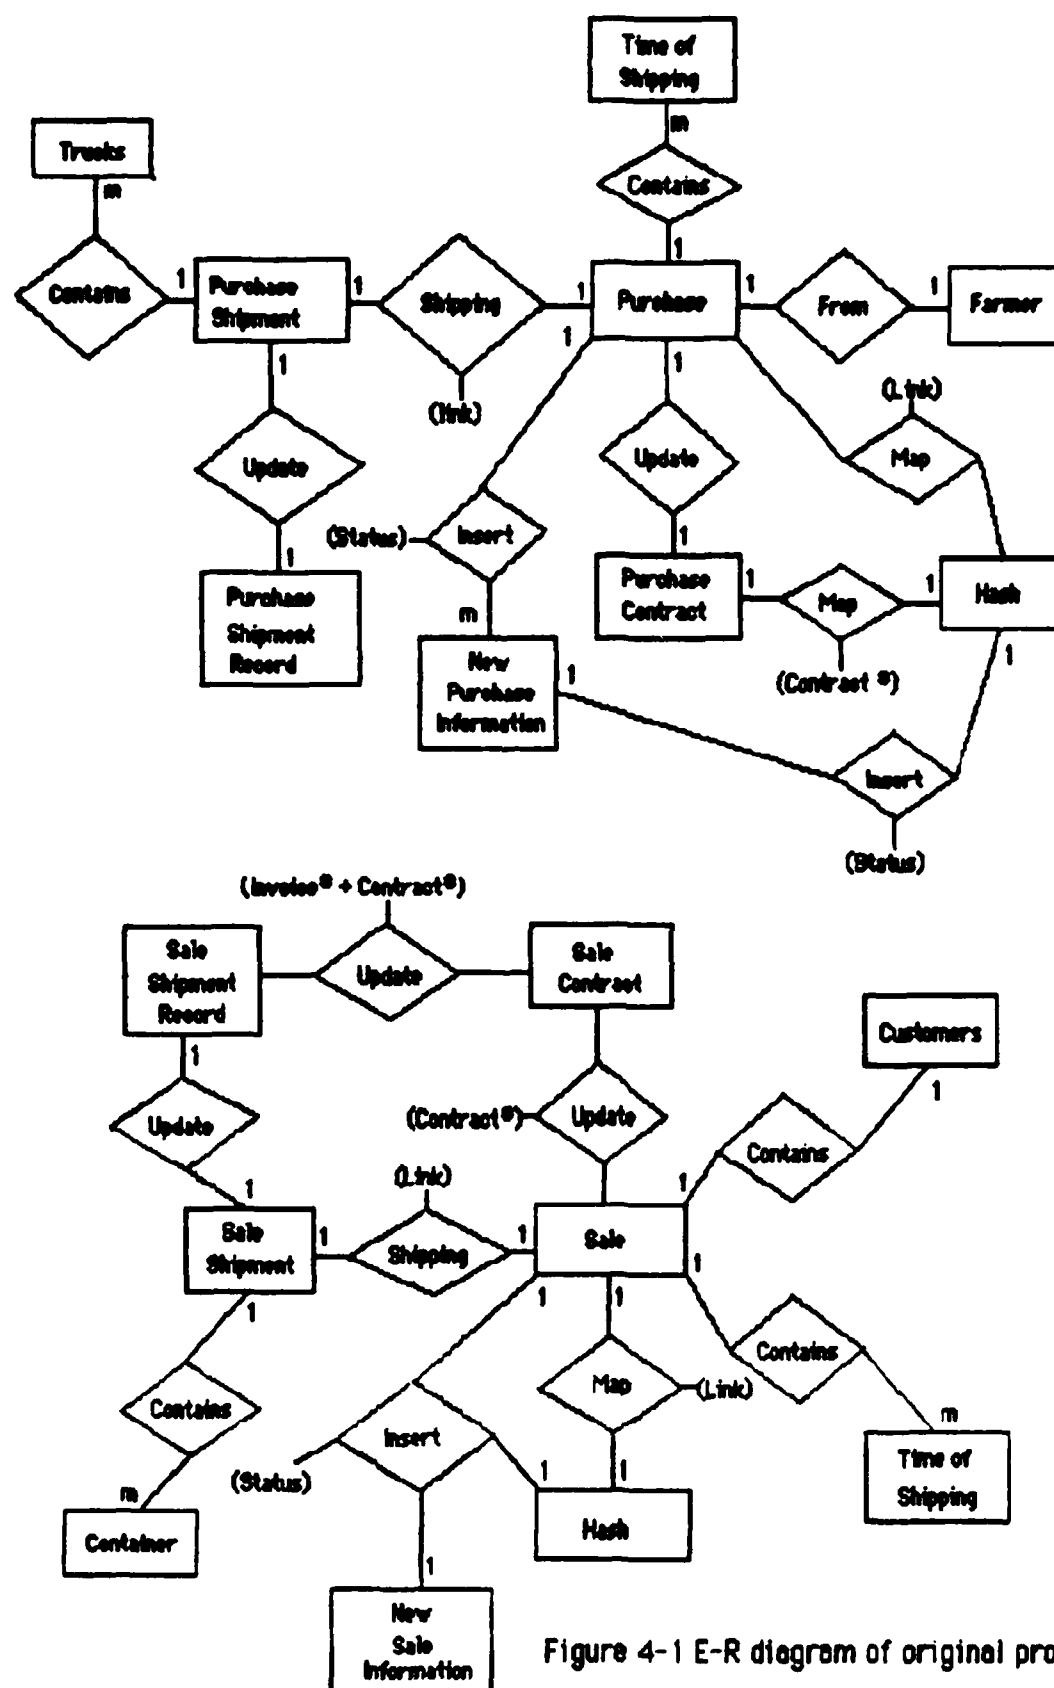 Time of
Shipping
m
Trucks
m
Contains
1
Contains
1
Purchase
Shipment
1
Shipping
1
Purchase
1
From
1
Farmer
1
(link)
1
1
(Link)
Map
Update
Update
(Status)
Insert
1
1
Purchase
Shipment
Record
m
New
Purchase
Information
1
Purchase
Contract
1
Map
1
Hash
(Contract #)
1
Insert
(Status)
(Invoice# + Contract#)
Sale
Shipment
Record
Update
Sale
Contract
Customers
1
1
Update
(Contract#)
Update
Contains
1
(Link)
1
Sale
Shipment
1
Shipping
1
Sale
1
1
1
1
Contains
Contains
Map
(Link)
m
Insert
(Status)
1
1
m
Time of
Shipping
Container
Hash
1
New
Sale
Information
Figure 4-1 E-R diagram of original pro